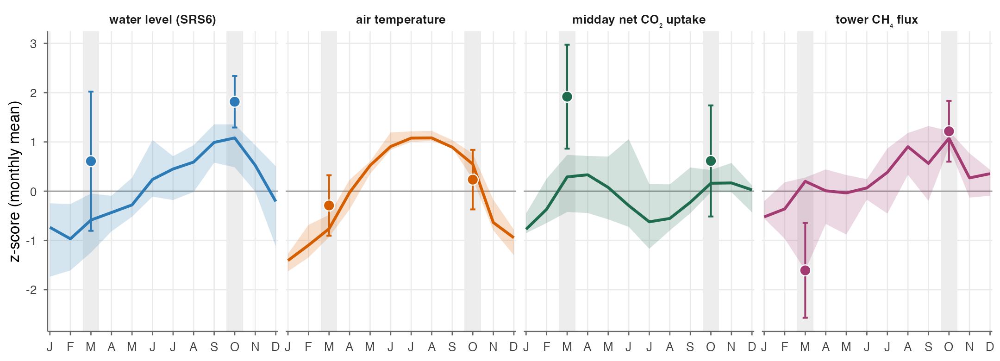 water level (SRS6) air temperature midday net CO₂ uptake tower CH₄ flux
z-score (monthly mean)
3
2
1
0
-1
-2
J F M A M J J A S O N D J F M A M J J A S O N D J F M A M J J A S O N D J F M A M J J A S O N D